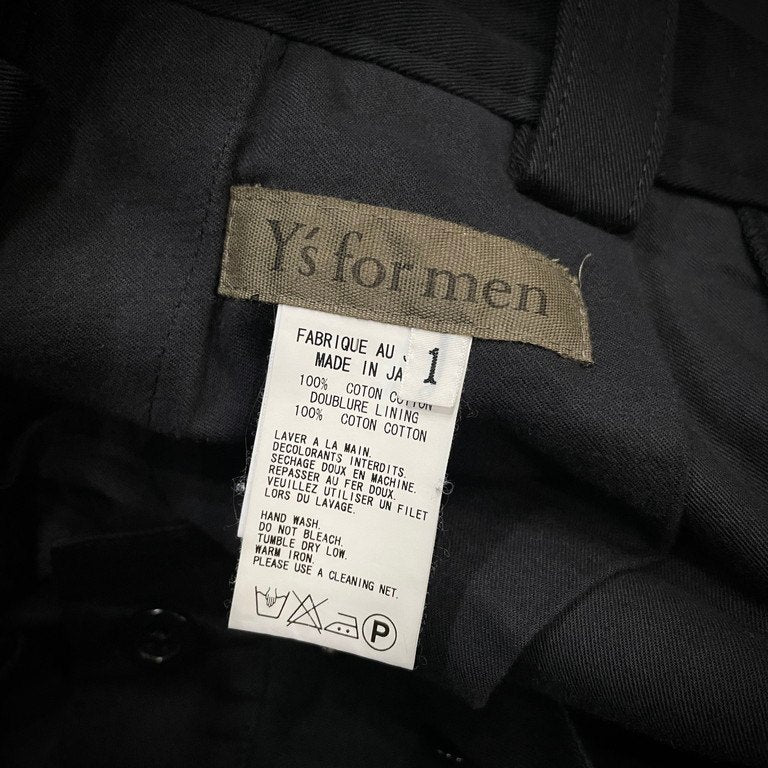 Y's for men
1
FABRIQUE AU
MADE IN JA
100% COTON COTTON
DOUBLURE LINING
100% COTON COTTON
LAVER A LA MAIN.
DECOLORANTS INTERDITS.
SECHAGE DOUX EN MACHINE.
REPASSER AU FER DOUX.
VEUILLEZ UTILISER UN FILET
LORS DU LAVAGE.
HAND WASH.
DO NOT BLEACH.
TUMBLE DRY LOW.
WARM IRON.
PLEASE USE A CLEANING NET.
P